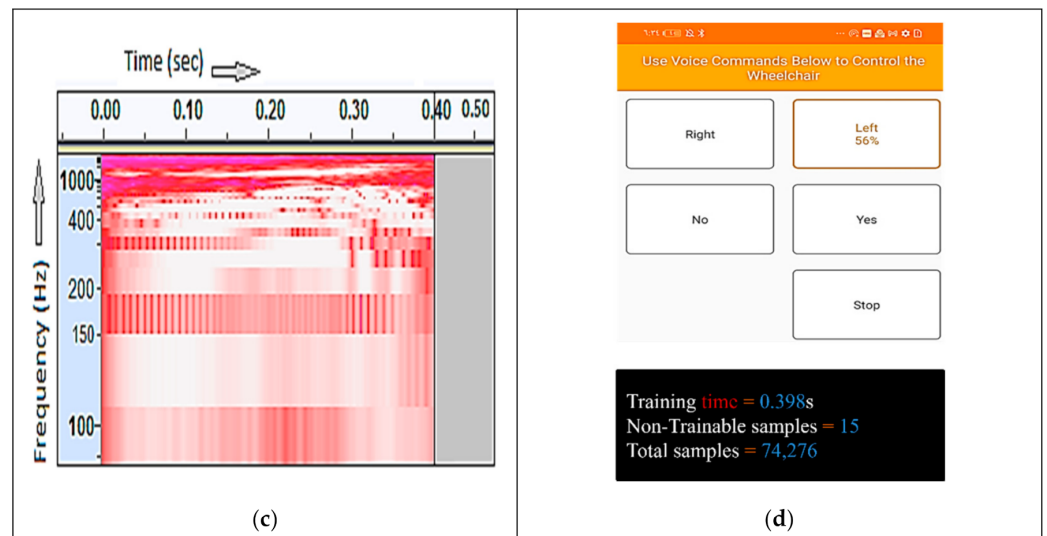 Time (sec)
0.00 0.10 0.20 0.30 0.40 0.50
Frequency (Hz)
1000
400
200
150
100
(c)
Use Voice Commands Below to Control the
Wheelchair
Right
Left
56%
No
Yes
Stop
Training time = 0.398s
Non-Trainable samples = 15
Total samples = 74,276
(d)